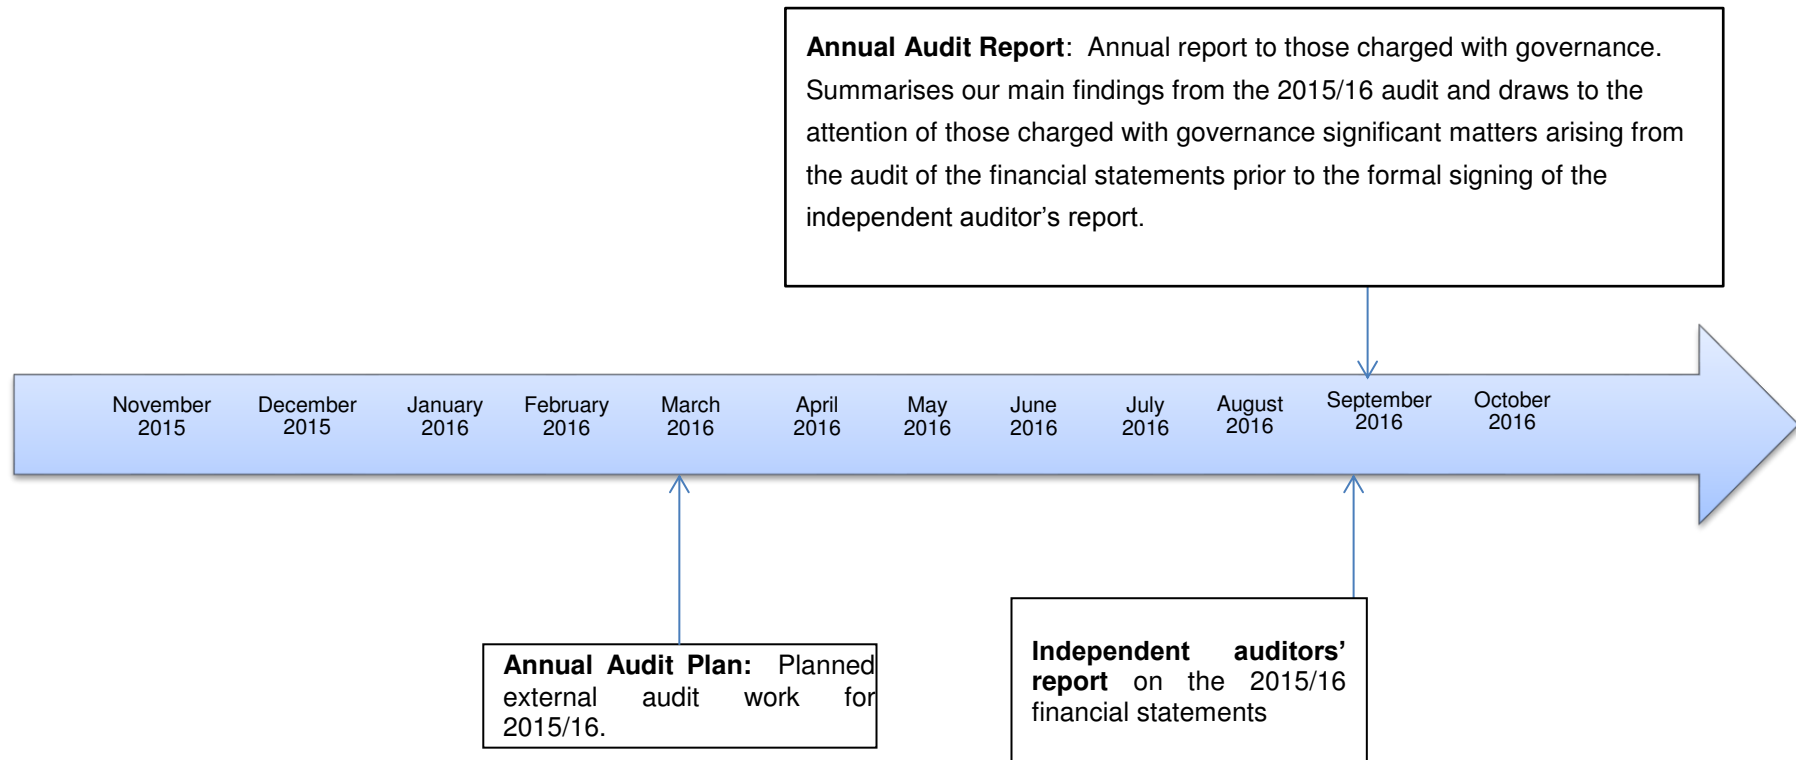 Annual Audit Report: Annual report to those charged with governance.
Summarises our main findings from the 2015/16 audit and draws to the
attention of those charged with governance significant matters arising from
the audit of the financial statements prior to the formal signing of the
independent auditor’s report.
November 2015
December 2015
January 2016
February 2016
March 2016
April 2016
May 2016
June 2016
July 2016
August 2016
September 2016
October 2016
Annual Audit Plan: Planned
external audit work for
2015/16.
Independent auditors’
report on the 2015/16
financial statements